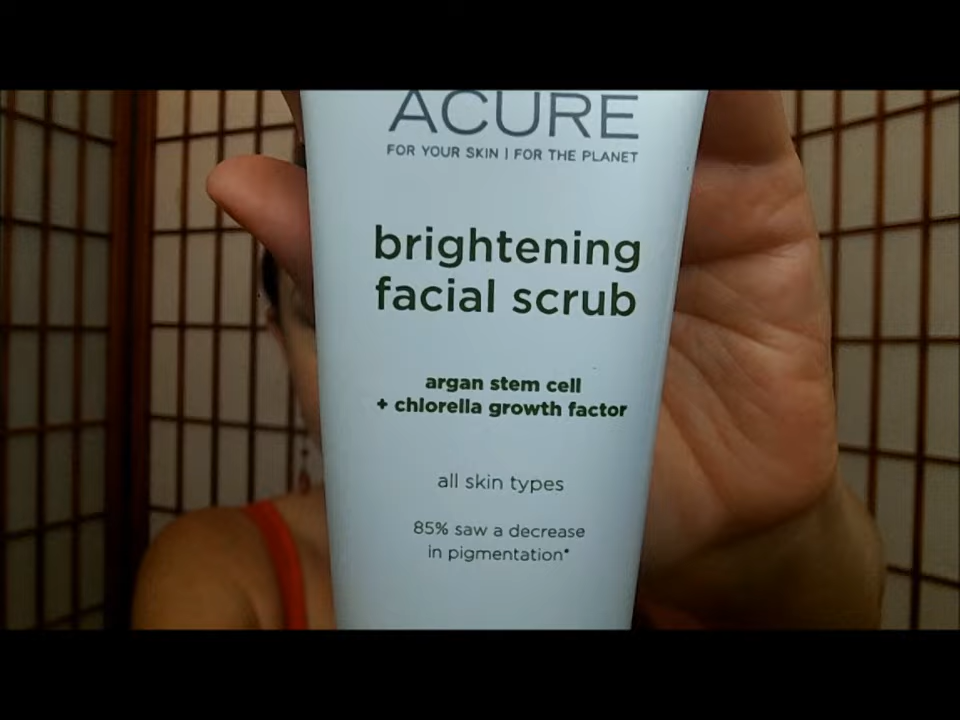 ACURE
FOR YOUR SKIN | FOR THE PLANET
brightening
facial scrub
argan stem cell
+ chlorella growth factor
all skin types
85% saw a decrease
in pigmentation*